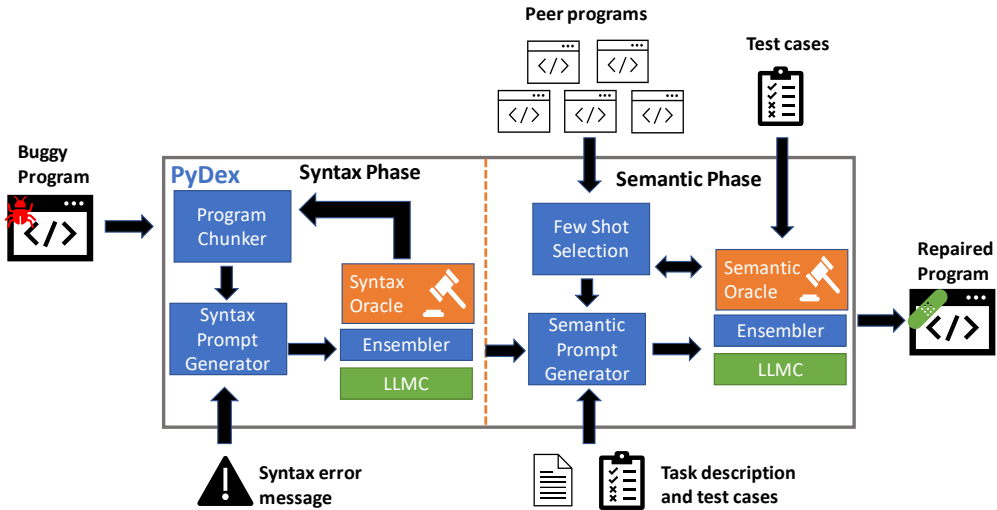 Peer programs
</>
</>
</>
</>
</>
Test cases
Buggy
Program
</>
PyDex
Syntax Phase
Semantic Phase
Program
Chunker
Syntax
Oracle
Syntax
Prompt
Generator
Ensembler
LLMC
Few Shot
Selection
Semantic
Oracle
Semantic
Prompt
Generator
Ensembler
LLMC
Repaired
Program
</>
Syntax error
message
Task description
and test cases